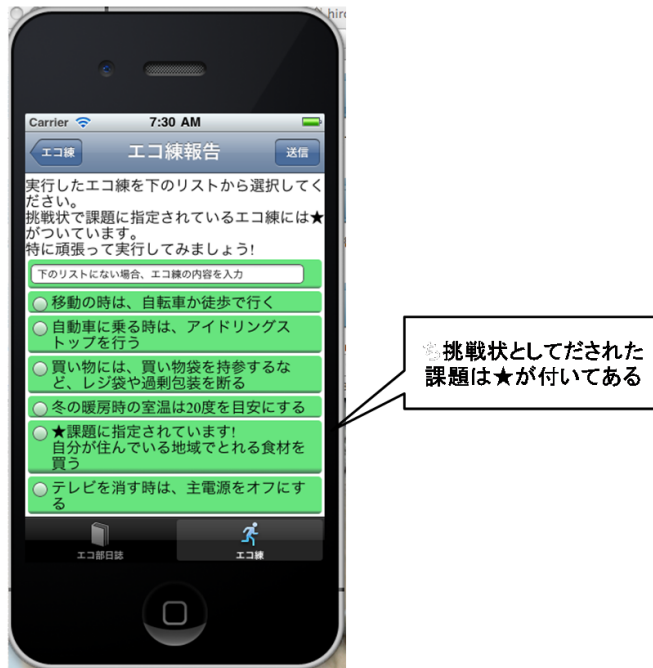 hiro
Carrier
7:30 AM
エコ練
エコ練報告
送信
実行したエコ練を下のリストから選択してく
ださい。
挑戦状で課題に指定されているエコ練には★
がついています。
特に頑張って実行してみましょう!
下のリストにない場合、エコ練の内容を入力
移動の時は、自転車か徒歩で行く
自動車に乗る時は、アイドリングス
トップを行う
買い物には、買い物袋を持参するな
ど、レジ袋や過剰包装を断る
冬の暖房時の室温は20度を目安にする
★課題に指定されています!
自分が住んでいる地域でとれる食材を
買う
テレビを消す時は、主電源をオフにす
る
エコ部日誌
エコ練
挑戦状としてだされた
課題は★が付いてある